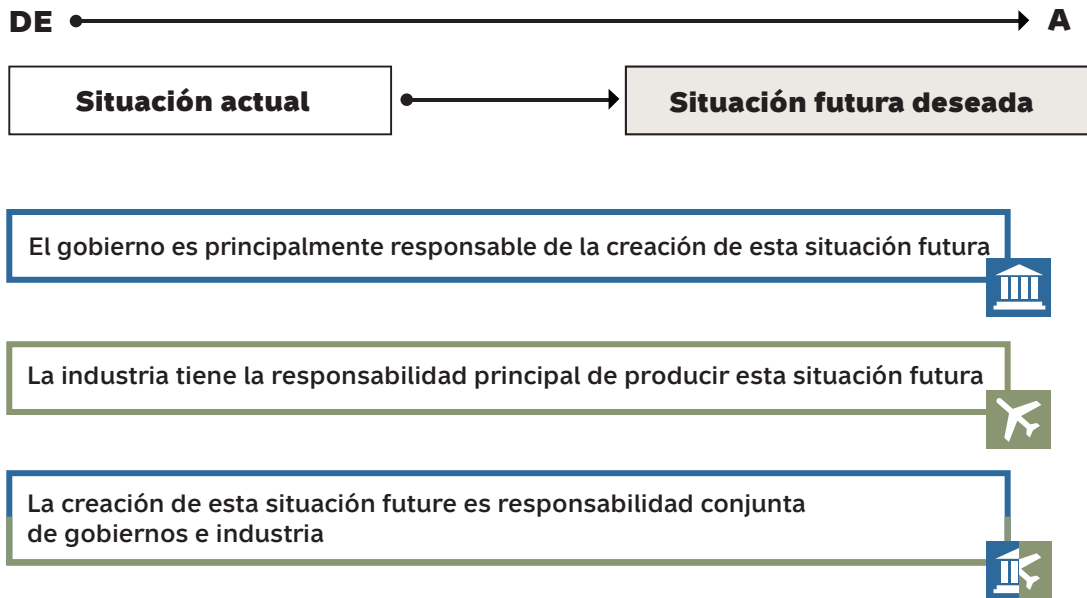 DE A
Situación actual Situación futura deseada
El gobierno es principalmente responsable de la creación de esta situación futura
La industria tiene la responsabilidad principal de producir esta situación futura
La creación de esta situación future es responsabilidad conjunta
de gobiernos e industria